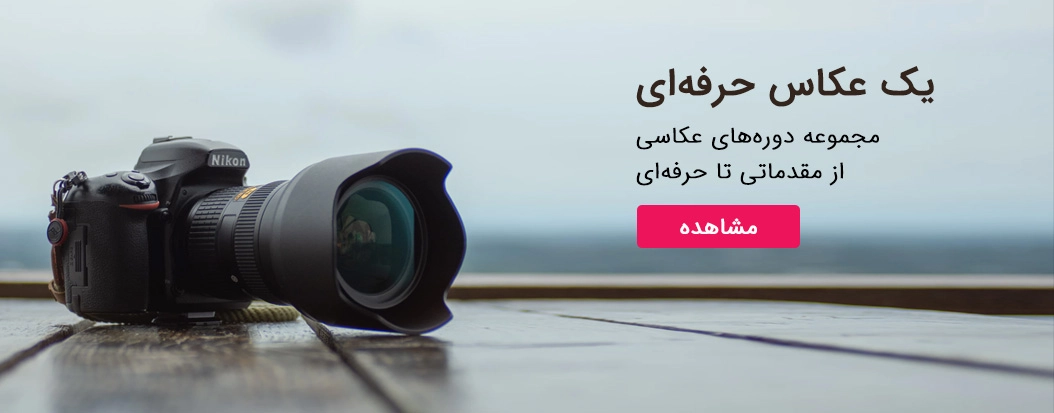 یک عکاس حرفه‌ای
مجموعه دوره‌های عکاسی
از مقدماتی تا حرفه‌ای
مشاهده
Nikon